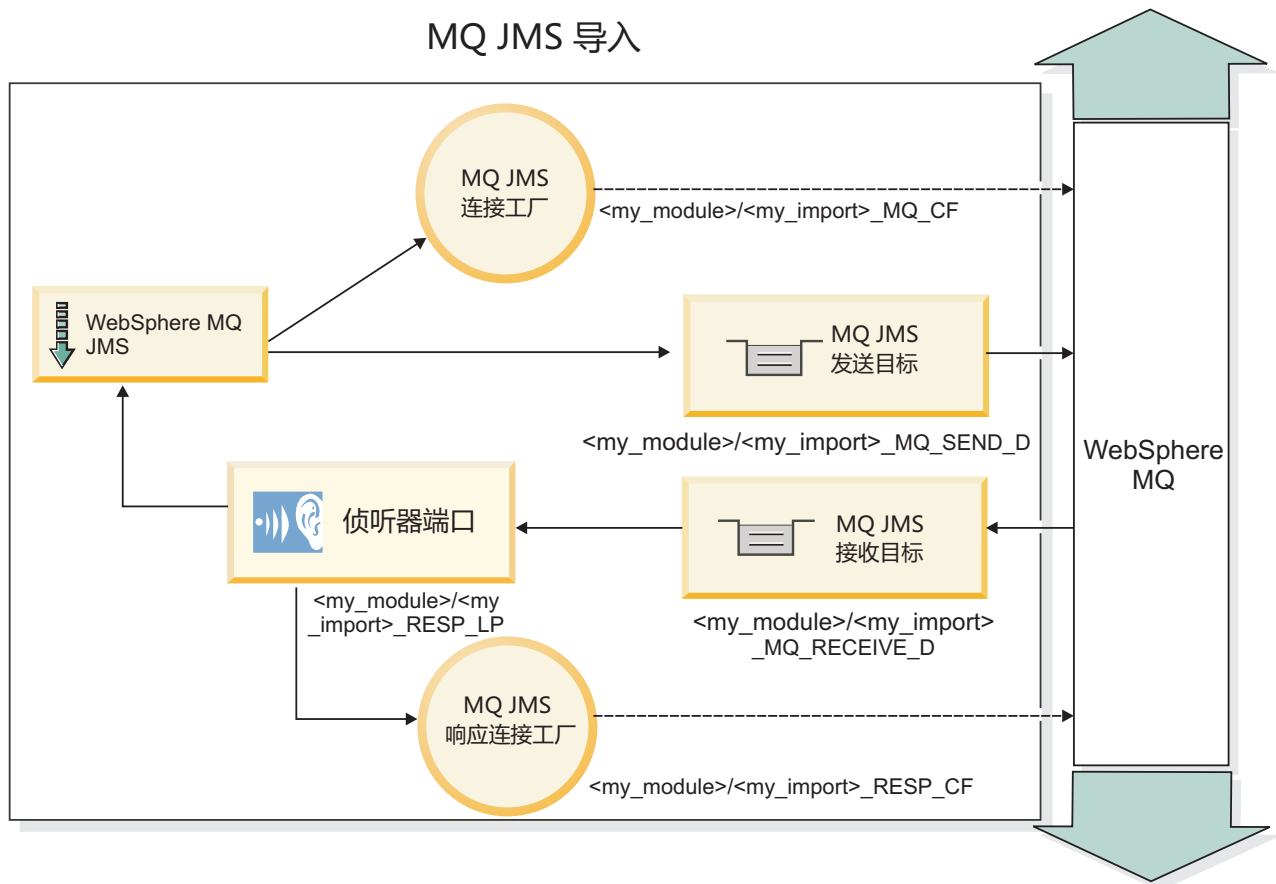 MQ JMS 导入
MQ JMS
连接工厂
<my_module>/<my_import>_MQ_CF
WebSphere MQ
JMS
MQ JMS
发送目标
<my_module>/<my_import>_MQ_SEND_D
WebSphere
MQ
侦听器端口
<my_module>/<my
_import>_RESP_LP
MQ JMS
接收目标
<my_module>/<my_import>
_MQ_RECEIVE_D
MQ JMS
响应连接工厂
<my_module>/<my_import>_RESP_CF